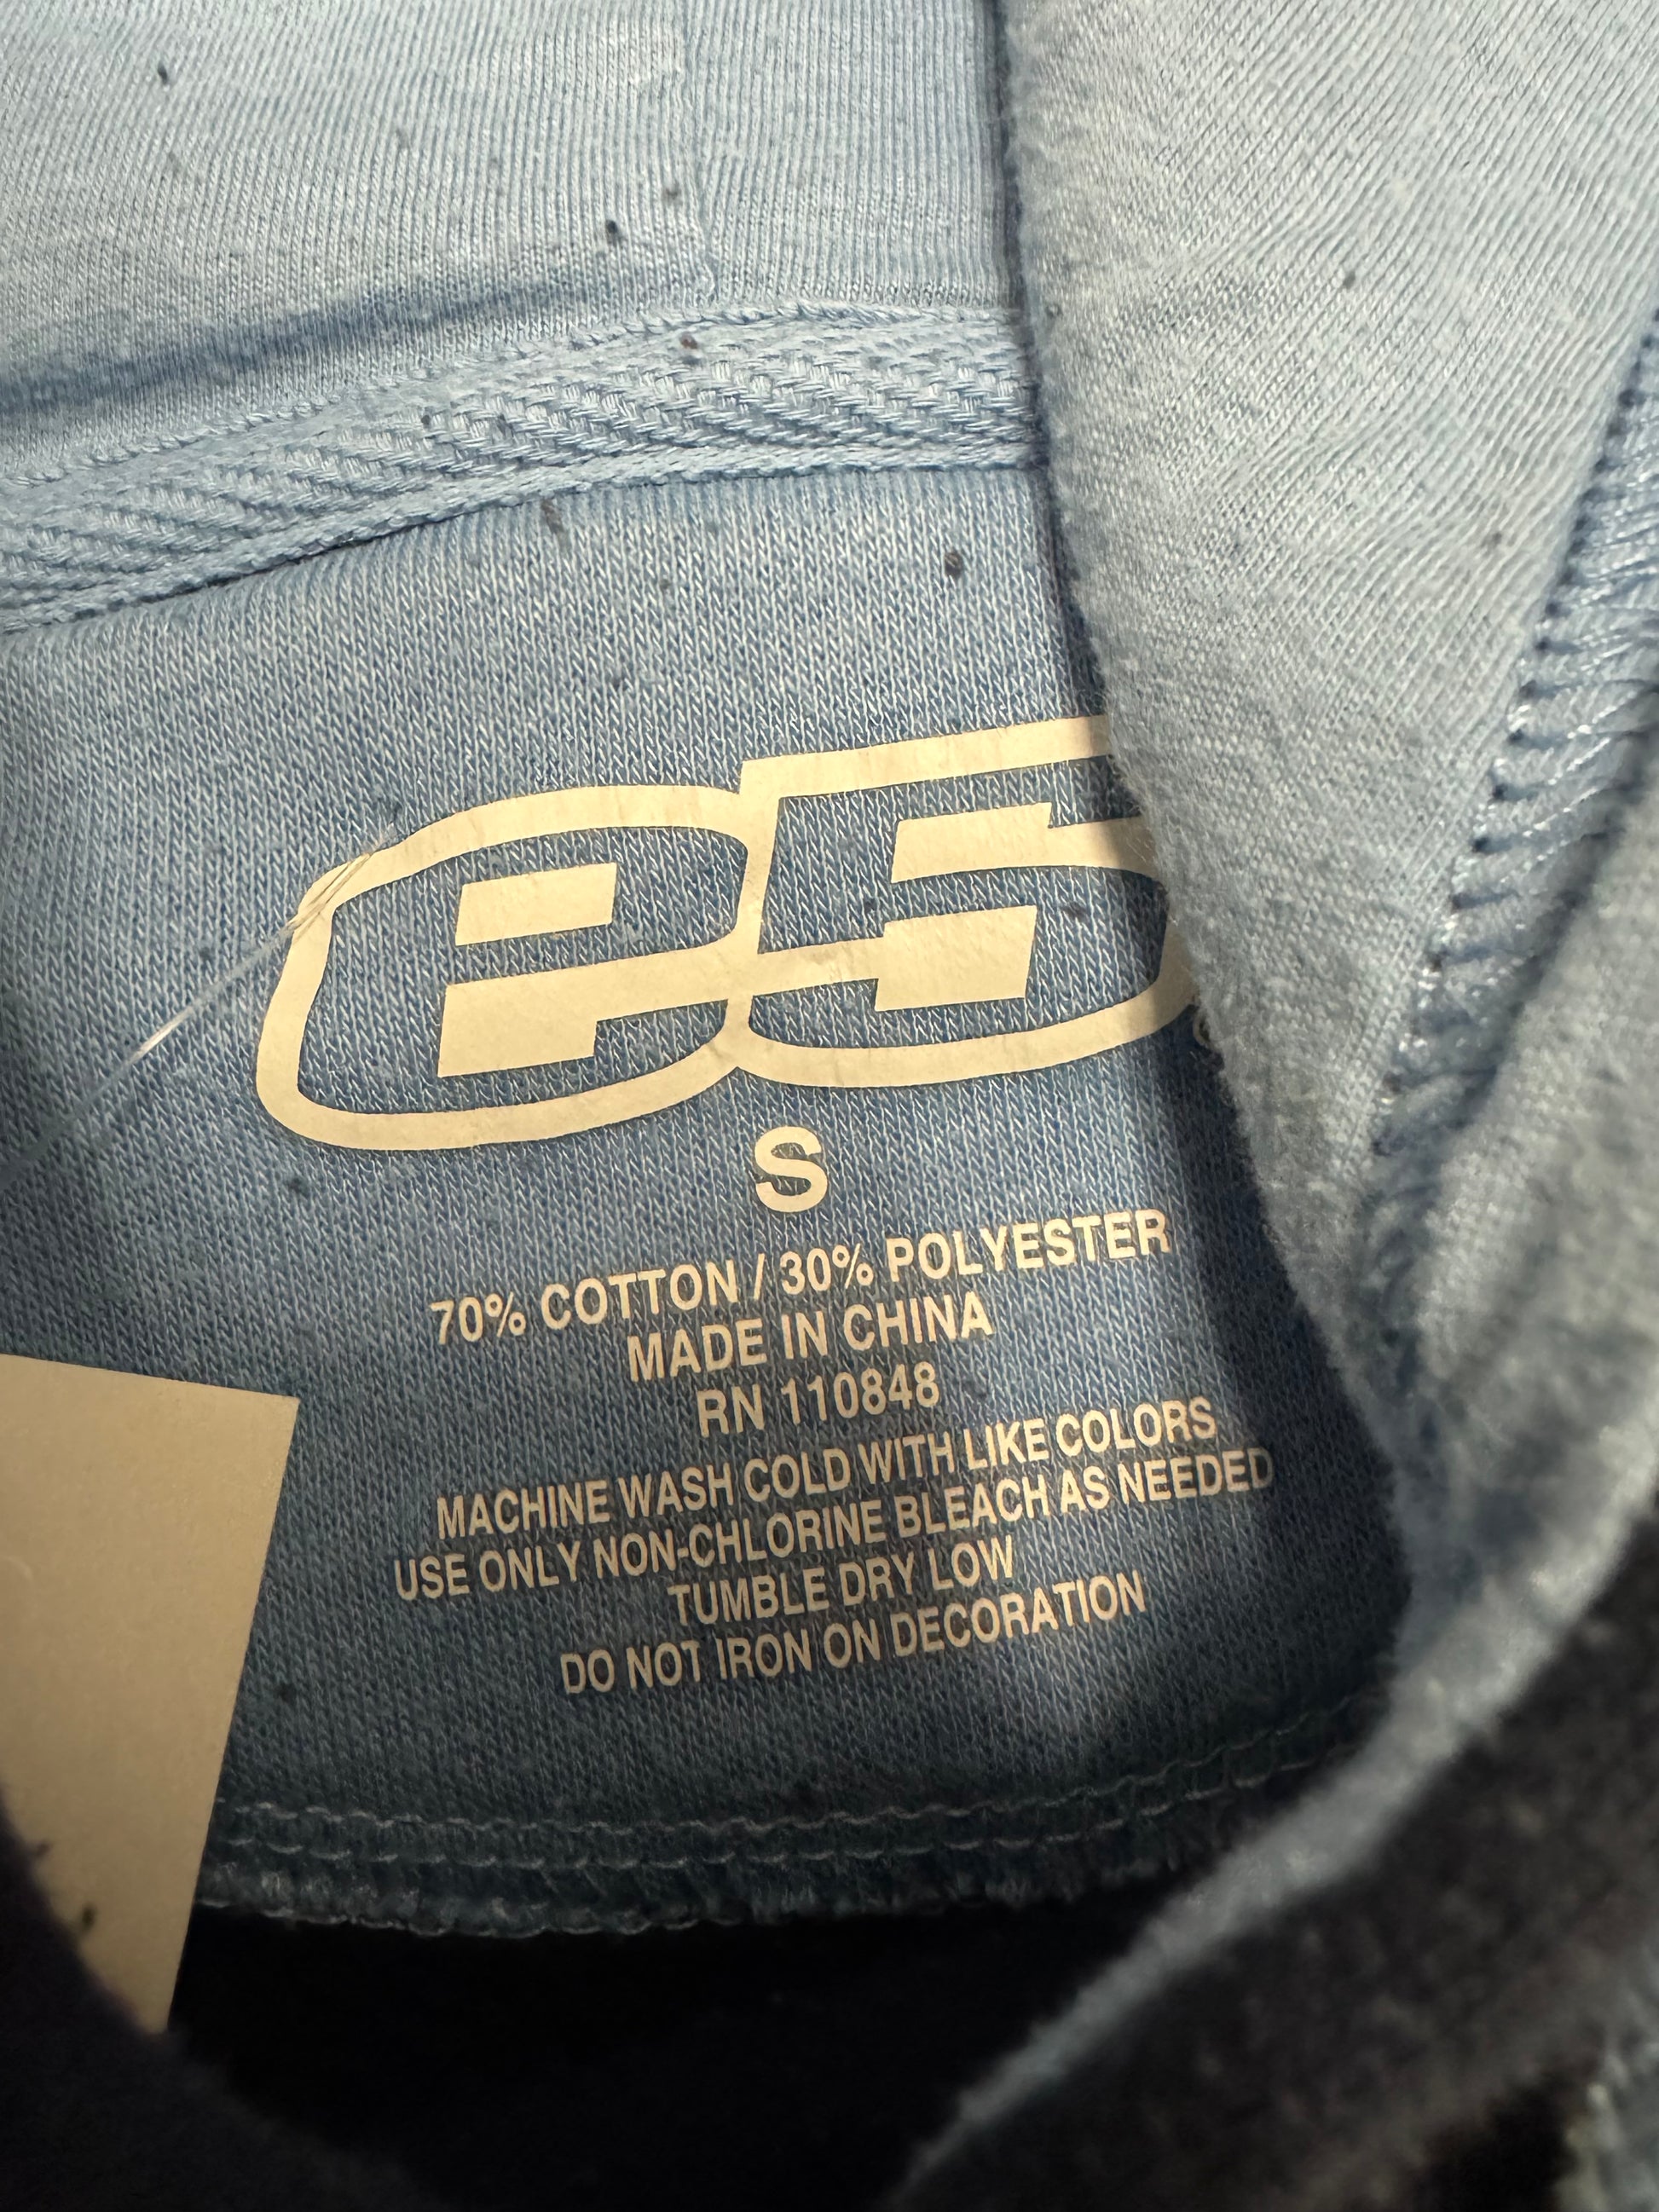 P5
S
70% COTTON / 30% POLYESTER
MADE IN CHINA
RN 110848
MACHINE WASH COLD WITH LIKE COLORS
USE ONLY NON-CHLORINE BLEACH AS NEEDED
TUMBLE DRY LOW
DO NOT IRON ON DECORATION